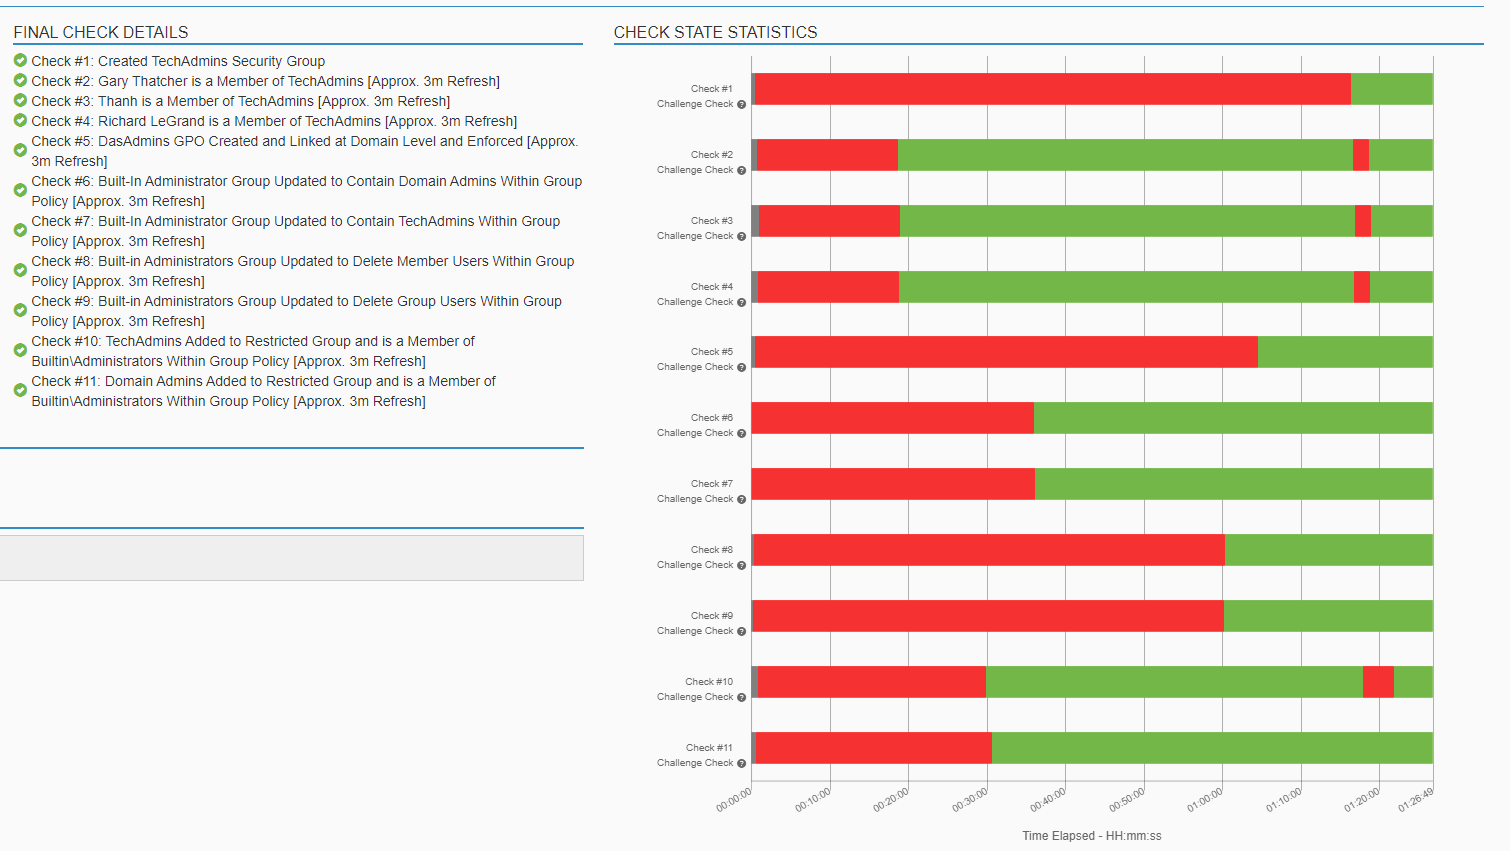 FINAL CHECK DETAILS
Check #1: Created TechAdmins Security Group
Check #2: Gary Thatcher is a Member of TechAdmins [Approx. 3m Refresh]
Check #3: Thanh is a Member of TechAdmins [Approx. 3m Refresh]
Check #4: Richard LeGrand is a Member of TechAdmins [Approx. 3m Refresh]
Check #5: DasAdmins GPO Created and Linked at Domain Level and Enforced [Approx.
3m Refresh]
Check #6: Built-In Administrator Group Updated to Contain Domain Admins Within Group
Policy [Approx. 3m Refresh]
Check #7: Built-In Administrator Group Updated to Contain TechAdmins Within Group
Policy [Approx. 3m Refresh]
Check #8: Built-in Administrators Group Updated to Delete Member Users Within Group
Policy [Approx. 3m Refresh]
Check #9: Built-in Administrators Group Updated to Delete Group Users Within Group
Policy [Approx. 3m Refresh]
Check #10: TechAdmins Added to Restricted Group and is a Member of
Builtin\Administrators Within Group Policy [Approx. 3m Refresh]
Check #11: Domain Admins Added to Restricted Group and is a Member of
Builtin\Administrators Within Group Policy [Approx. 3m Refresh]
CHECK STATE STATISTICS
Check #1
Challenge Check ?
Check #2
Challenge Check ?
Check #3
Challenge Check ?
Check #4
Challenge Check ?
Check #5
Challenge Check ?
Check #6
Challenge Check ?
Check #7
Challenge Check ?
Check #8
Challenge Check ?
Check #9
Challenge Check ?
Check #10
Challenge Check ?
Check #11
Challenge Check ?
00:00:00 00:10:00 00:20:00 00:30:00 00:40:00 00:50:00 01:00:00 01:10:00 01:20:00 01:26:49
Time Elapsed - HH:mm:ss